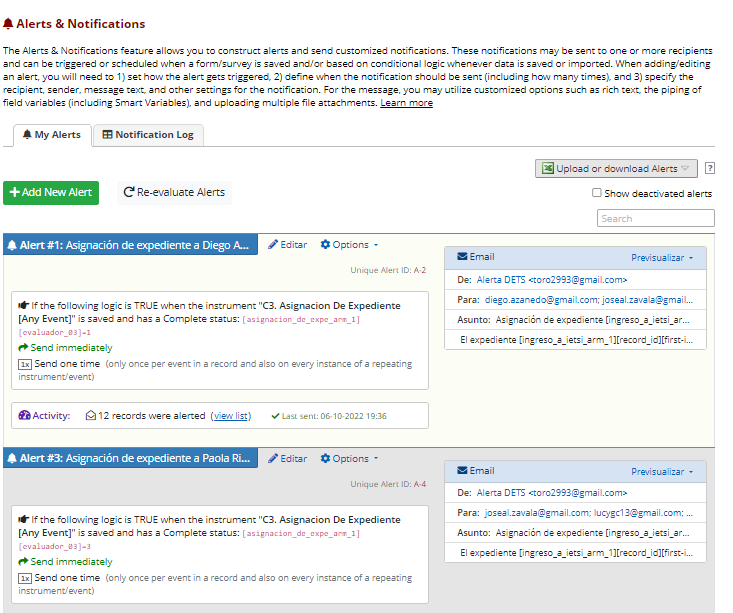 Alerts & Notifications
The Alerts & Notifications feature allows you to construct alerts and send customized notifications. These notifications may be sent to one or more recipients
and can be triggered or scheduled when a form/survey is saved and/or based on conditional logic whenever data is saved or imported. When adding/editing
an alert, you will need to 1) set how the alert gets triggered, 2) define when the notification should be sent (including how many times), and 3) specify the
recipient, sender, message text, and other settings for the notification. For the message, you may utilize customized options such as rich text, the piping of
field variables (including Smart Variables), and uploading multiple file attachments. Learn more
My Alerts
Notification Log
Upload or download Alerts
?
Add New Alert
Re-evaluate Alerts
Show deactivated alerts
Search
Alert #1: Asignación de expediente a Diego A...
Editar
Options
Unique Alert ID: A-2
If the following logic is TRUE when the instrument "C3. Asignacion De Expediente
[Any Event]" is saved and has a Complete status: [asignacion_de_expe_arm_1]
[evaluador_03]=1
Send immediately
1x Send one time (only once per event in a record and also on every instance of a repeating
instrument/event)
Activity: 12 records were alerted (view list) Last sent: 06-10-2022 19:36
Email
Previsualizar
De: Alerta DETS <toro2993@gmail.com>
Para: diego.azanedo@gmail.com; joseal.zavala@gmail...
Asunto: Asignación de expediente [ingreso_a_ietsi_ar...
El expediente [ingreso_a_ietsi_arm_1][record_id][first-i...
Alert #3: Asignación de expediente a Paola Ri...
Editar
Options
Unique Alert ID: A-4
If the following logic is TRUE when the instrument "C3. Asignacion De Expediente
[Any Event]" is saved and has a Complete status: [asignacion_de_expe_arm_1]
[evaluador_03]=3
Send immediately
1x Send one time (only once per event in a record and also on every instance of a repeating
instrument/event)
Email
Previsualizar
De: Alerta DETS <toro2993@gmail.com>
Para: joseal.zavala@gmail.com; lucygc13@gmail.com; ...
Asunto: Asignación de expediente [ingreso_a_ietsi_ar...
El expediente [ingreso_a_ietsi_arm_1][record_id][first-i...